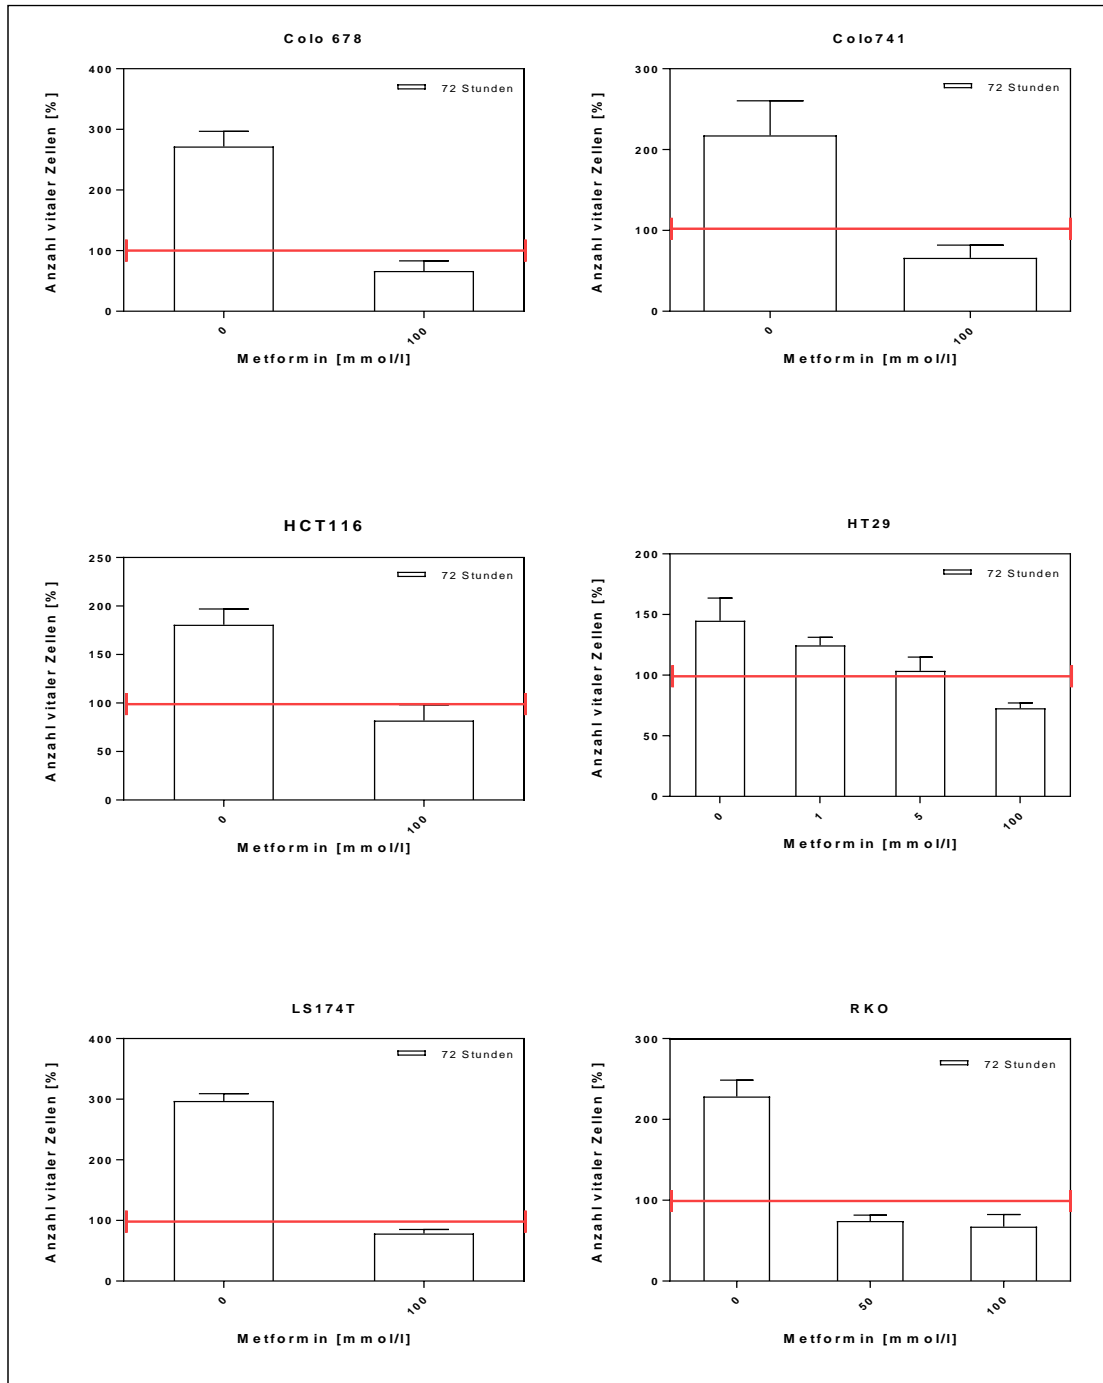 Colo 678
400
300
200
100
0
Anzahl vitaler Zellen [%]
72 Stunden
0
100
Metformin [mmol/l]
Colo741
300
200
100
0
Anzahl vitaler Zellen [%]
72 Stunden
0
100
Metformin [mmol/l]
HCT116
250
200
150
100
50
0
Anzahl vitaler Zellen [%]
72 Stunden
0
100
Metformin [mmol/l]
HT29
200
150
100
50
0
Anzahl vitaler Zellen [%]
72 Stunden
0
1
5
100
Metformin [mmol/l]
LS174T
400
300
200
100
0
Anzahl vitaler Zellen [%]
72 Stunden
0
100
Metformin [mmol/l]
RKO
300
200
100
0
Anzahl vitaler Zellen [%]
72 Stunden
0
50
100
Metformin [mmol/l]